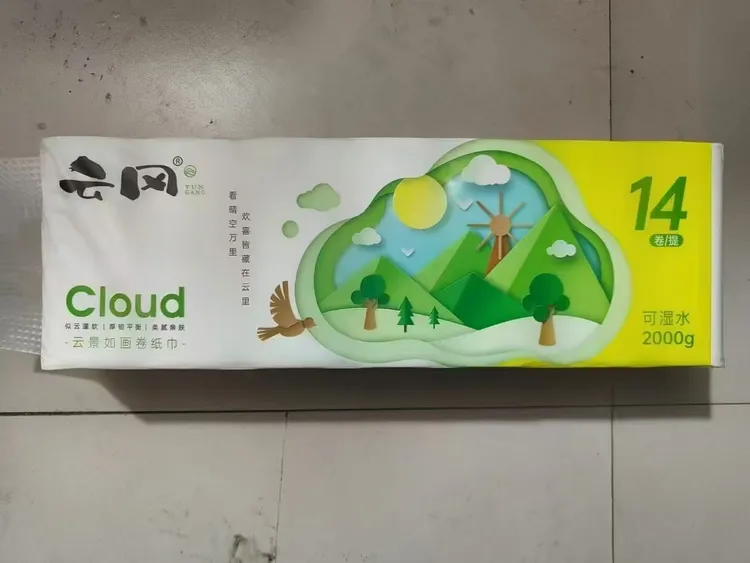 云冈®
YUN
GANG
看晴空万里
欢喜皆藏在云里
Cloud
似云温软 | 厚韧平衡 | 柔腻亲肤
-云景如画卷纸巾-
14
卷/提
可湿水
2000g